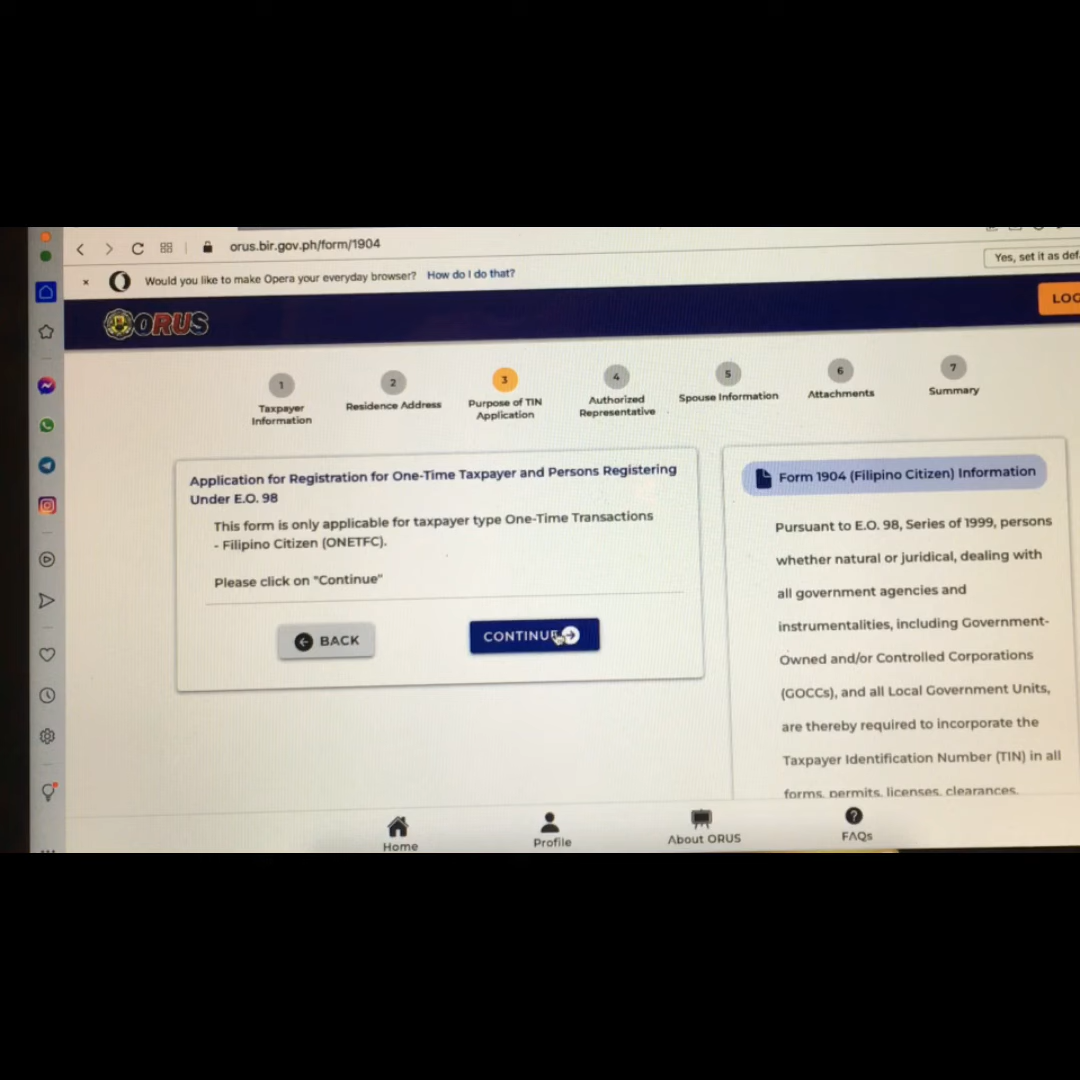 orus.bir.gov.ph/form/1904
Would you like to make Opera your everyday browser? How do I do that?
Yes, set it as def
ORUS
LOG
1
2
3
4
5
6
7
Taxpayer
Information
Residence Address
Purpose of TIN
Application
Authorized
Representative
Spouse Information
Attachments
Summary
Application for Registration for One-Time Taxpayer and Persons Registering
Under E.O. 98
This form is only applicable for taxpayer type One-Time Transactions
- Filipino Citizen (ONETFC).
Please click on "Continue"
BACK
CONTINUE
Form 1904 (Filipino Citizen) Information
Pursuant to E.O. 98, Series of 1999, persons
whether natural or juridical, dealing with
all government agencies and
instrumentalities, including Government-
Owned and/or Controlled Corporations
(GOCCs), and all Local Government Units,
are thereby required to incorporate the
Taxpayer Identification Number (TIN) in all
forms, permits, licenses, clearances,
Home
Profile
About ORUS
FAQs